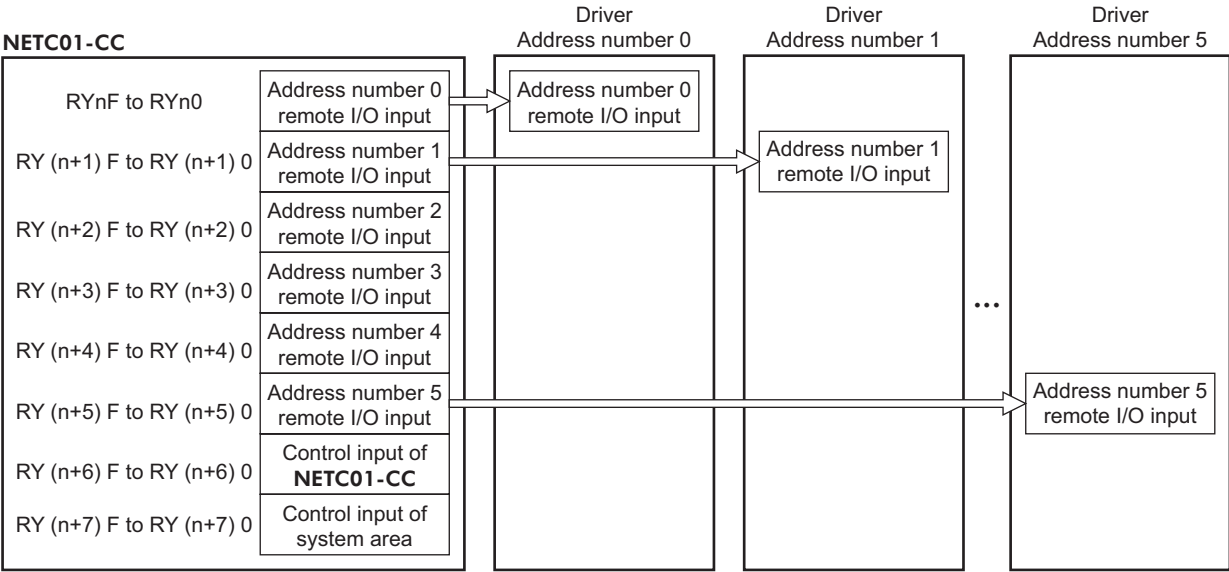 NETC01-CC
Driver
Address number 0
Driver
Address number 1
Driver
Address number 5
RYnF to RYn0
Address number 0
remote I/O input
Address number 0
remote I/O input
RY (n+1) F to RY (n+1) 0
Address number 1
remote I/O input
Address number 1
remote I/O input
RY (n+2) F to RY (n+2) 0
Address number 2
remote I/O input
RY (n+3) F to RY (n+3) 0
Address number 3
remote I/O input
...
RY (n+4) F to RY (n+4) 0
Address number 4
remote I/O input
RY (n+5) F to RY (n+5) 0
Address number 5
remote I/O input
Address number 5
remote I/O input
RY (n+6) F to RY (n+6) 0
Control input of
NETC01-CC
RY (n+7) F to RY (n+7) 0
Control input of
system area